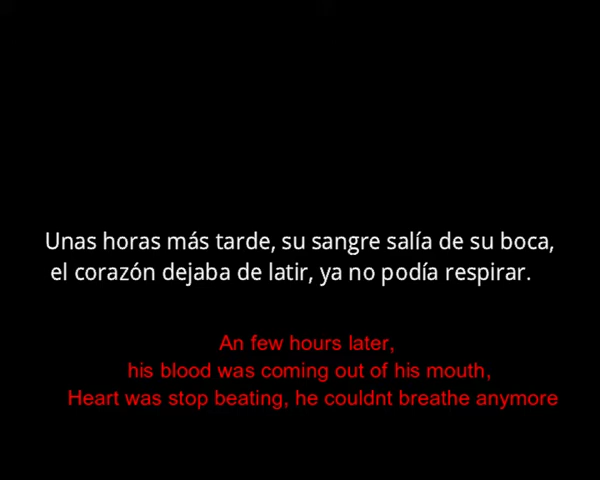 Unas horas más tarde, su sangre salía de su boca,
el corazón dejaba de latir, ya no podía respirar.
An few hours later,
his blood was coming out of his mouth,
Heart was stop beating, he couldnt breathe anymore